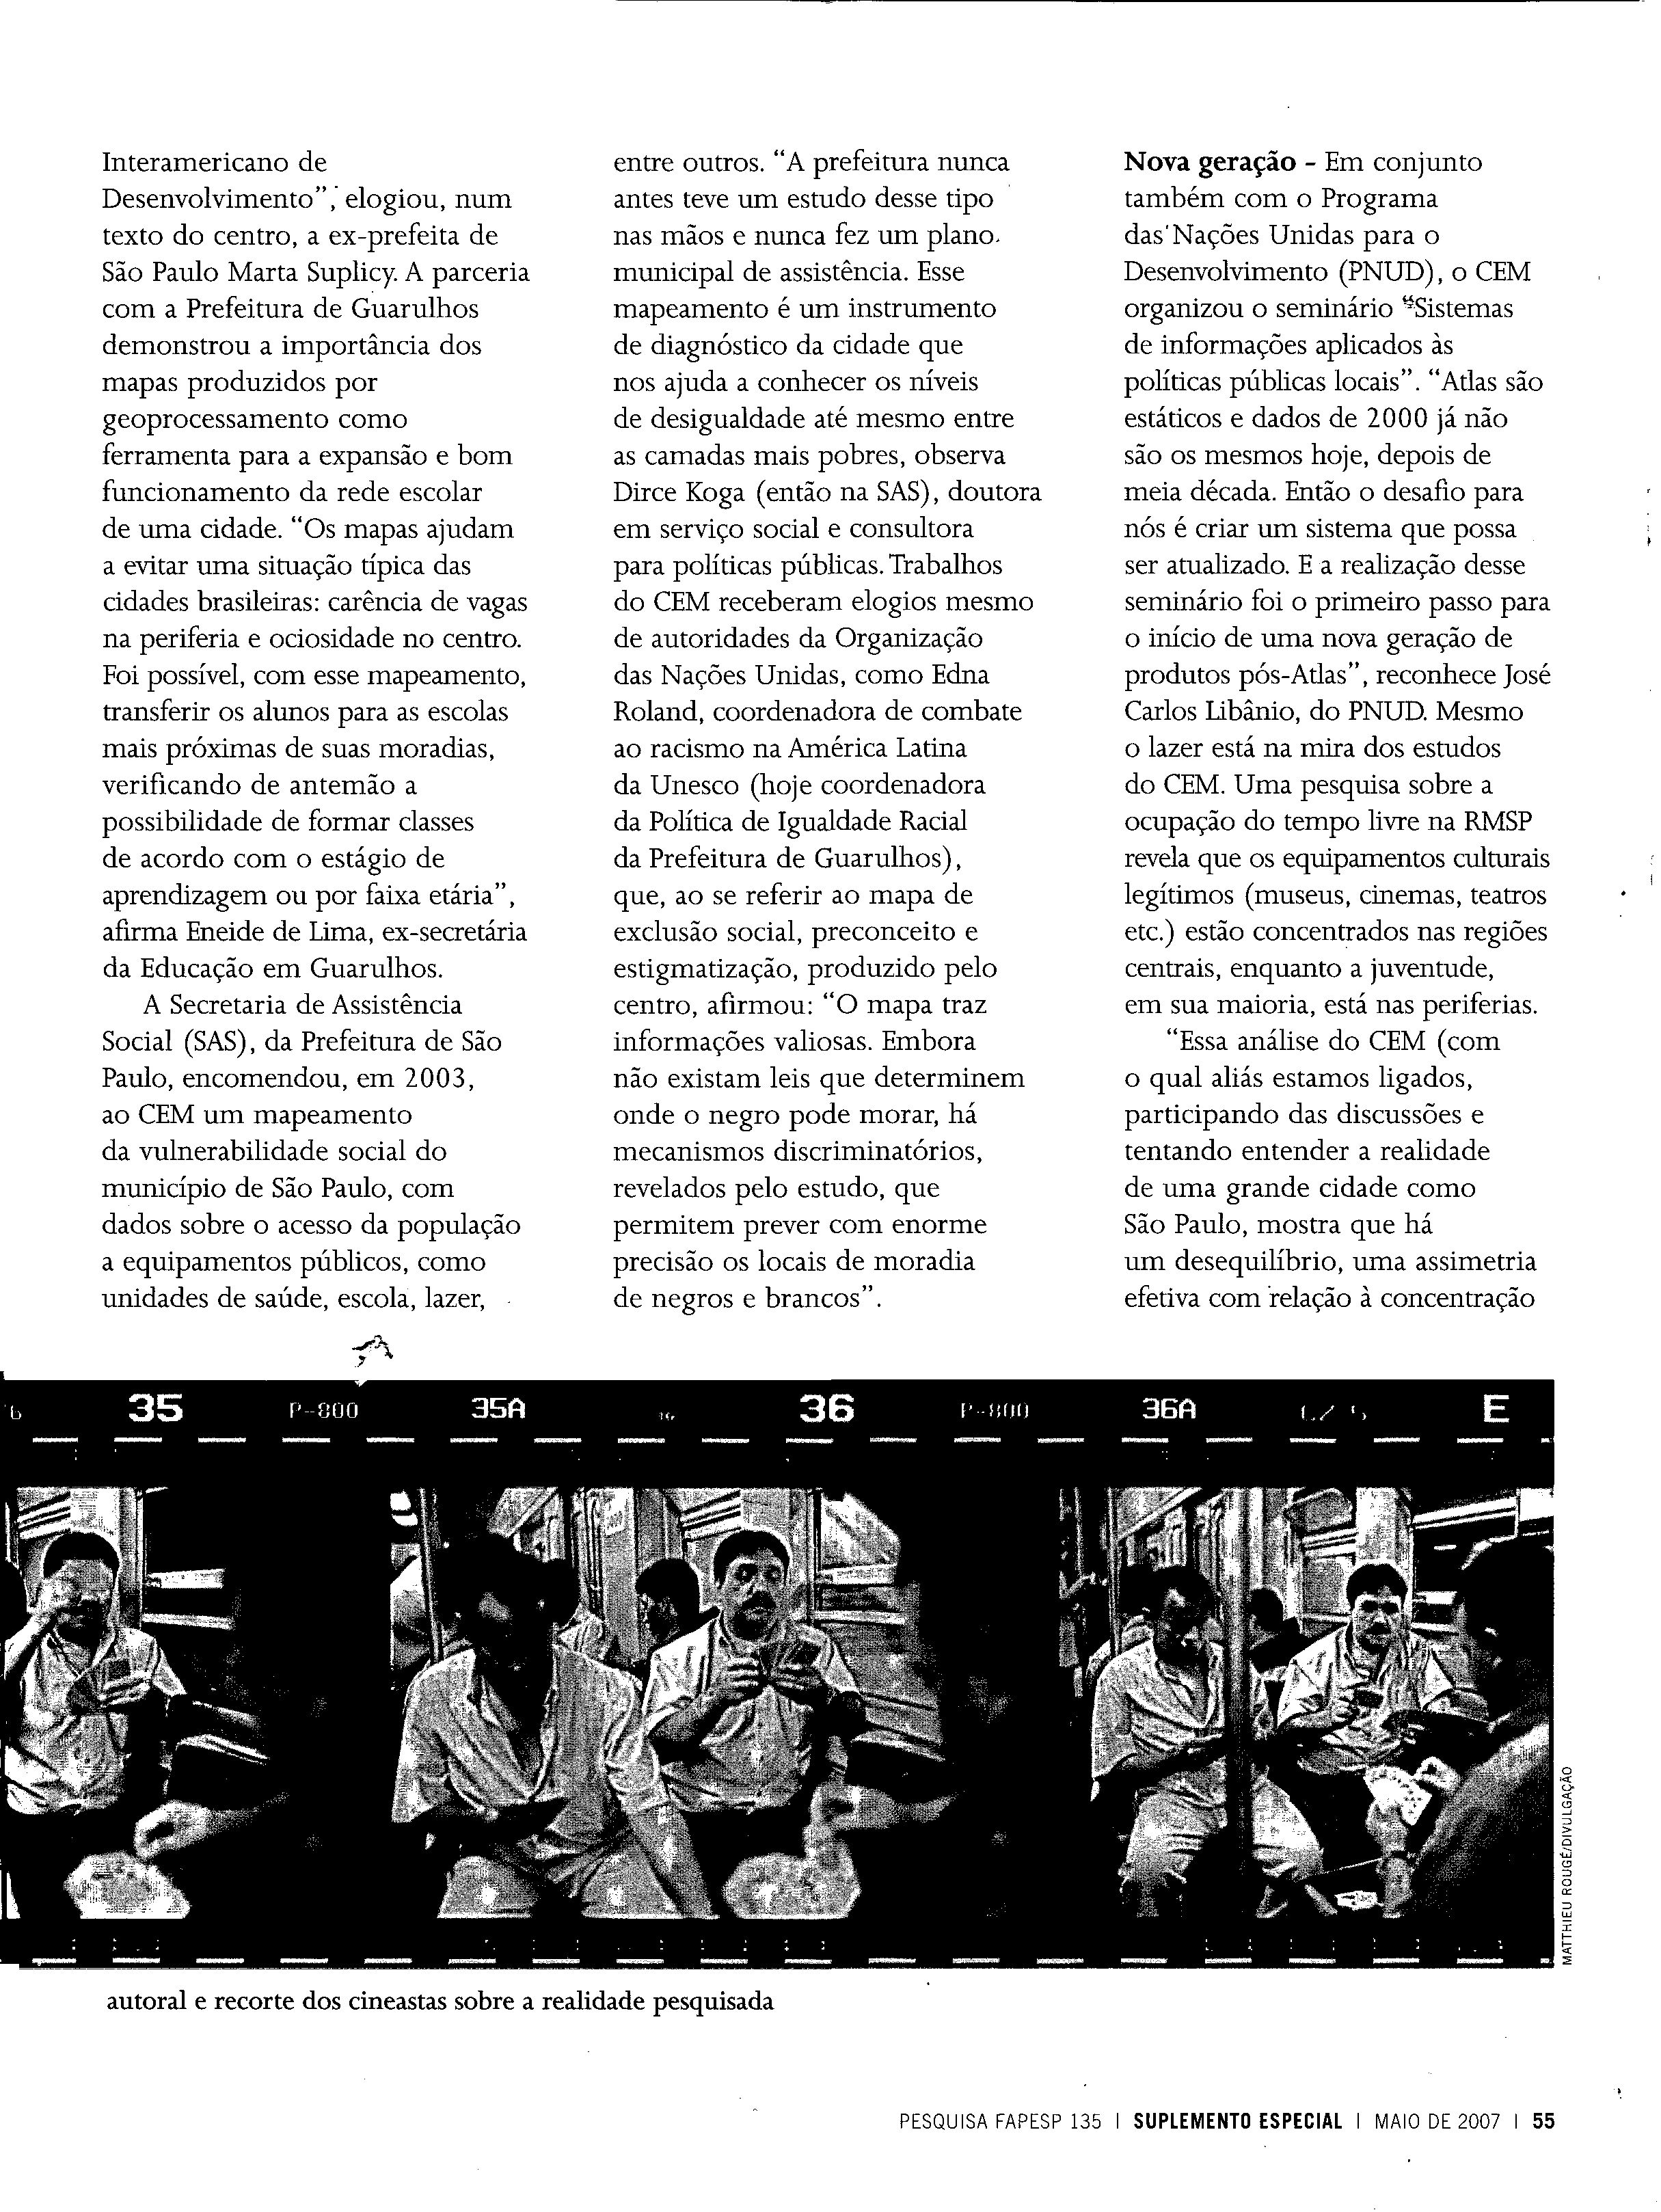 Interamericano de
Desenvolvimento", elogiou, num
texto do centro, a ex-prefeita de
São Paulo Marta Suplicy. A parceria
com a Prefeitura de Guarulhos
demonstrou a importância dos
mapas produzidos por
geoprocessamento como
ferramenta para a expansão e bom
funcionamento da rede escolar
de uma cidade. "Os mapas ajudam
a evitar uma situação típica das
cidades brasileiras: carência de vagas
na periferia e ociosidade no centro.
Foi possível, com esse mapeamento,
transferir os alunos para as escolas
mais próximas de suas moradias,
verificando de antemão a
possibilidade de formar classes
de acordo com o estágio de
aprendizagem ou por faixa etária",
afirma Eneide de Lima, ex-secretária
da Educação em Guarulhos.
A Secretaria de Assistência
Social (SAS), da Prefeitura de São
Paulo, encomendou, em 2003,
ao CEM um mapeamento
da vulnerabilidade social do
município de São Paulo, com
dados sobre o acesso da população
a equipamentos públicos, como
unidades de saúde, escola, lazer,
entre outros. "A prefeitura nunca
antes teve um estudo desse tipo
nas mãos e nunca fez um plano
municipal de assistência. Esse
mapeamento é um instrumento
de diagnóstico da cidade que
nos ajuda a conhecer os níveis
de desigualdade até mesmo entre
as camadas mais pobres, observa
Dirce Koga (então na SAS), doutora
em serviço social e consultora
para políticas públicas. Trabalhos
do CEM receberam elogios mesmo
de autoridades da Organização
das Nações Unidas, como Edna
Roland, coordenadora de combate
ao racismo na América Latina
da Unesco (hoje coordenadora
da Política de Igualdade Racial
da Prefeitura de Guarulhos),
que, ao se referir ao mapa de
exclusão social, preconceito e
estigmatização, produzido pelo
centro, afirmou: "O mapa traz
informações valiosas. Embora
não existam leis que determinem
onde o negro pode morar, há
mecanismos discriminatórios,
revelados pelo estudo, que
permitem prever com enorme
precisão os locais de moradia
de negros e brancos".
Nova geração - Em conjunto
também com o Programa
das Nações Unidas para o
Desenvolvimento (PNUD), o CEM
organizou o seminário "Sistemas
de informações aplicados às
políticas públicas locais". "Atlas são
estáticos e dados de 2000 já não
são os mesmos hoje, depois de
meia década. Então o desafio para
nós é criar um sistema que possa
ser atualizado. E a realização desse
seminário foi o primeiro passo para
o início de uma nova geração de
produtos pós-Atlas", reconhece José
Carlos Libânio, do PNUD. Mesmo
o lazer está na mira dos estudos
do CEM. Uma pesquisa sobre a
ocupação do tempo livre na RMSP
revela que os equipamentos culturais
legítimos (museus, cinemas, teatros
etc.) estão concentrados nas regiões
centrais, enquanto a juventude,
em sua maioria, está nas periferias.
"Essa análise do CEM (com
o qual aliás estamos ligados,
participando das discussões e
tentando entender a realidade
de uma grande cidade como
São Paulo, mostra que há
um desequilíbrio, uma assimetria
efetiva com relação à concentração
35 P-800 35A 36 P-800 36A E
MATTHIEU ROUGÉ/DIVULGAÇÃO
autoral e recorte dos cineastas sobre a realidade pesquisada
PESQUISA FAPESP 135 | SUPLEMENTO ESPECIAL | MAIO DE 2007 | 55